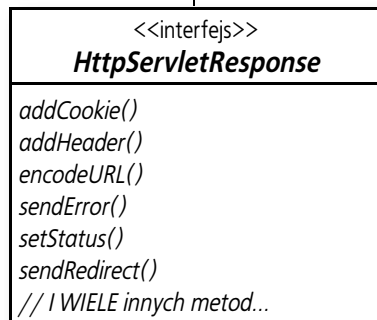 <<interfejs>>
HttpServletResponse
addCookie()
addHeader()
encodeURL()
sendError()
setStatus()
sendRedirect()
// I WIELE innych metod...